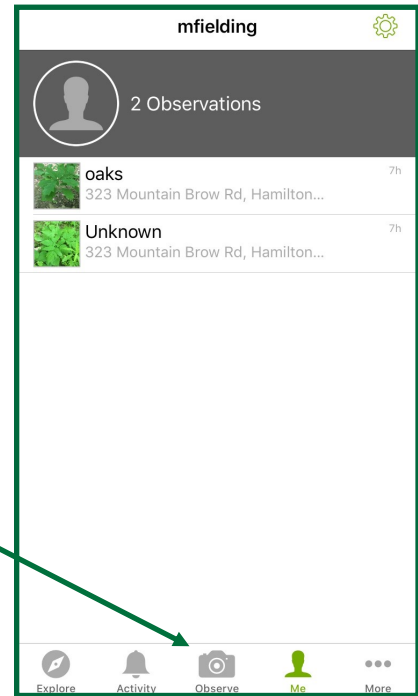 mfielding
2 Observations
oaks
7h
323 Mountain Brow Rd, Hamilton...
Unknown
7h
323 Mountain Brow Rd, Hamilton...
Explore
Activity
Observe
Me
More